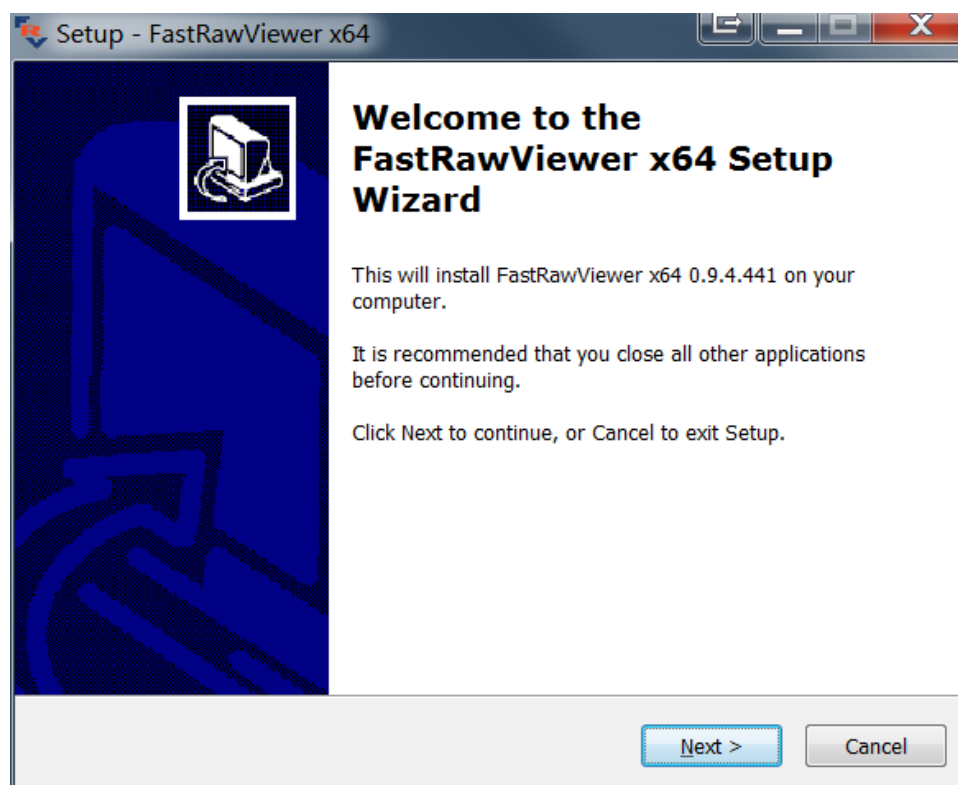 Setup - FastRawViewer x64
Welcome to the
FastRawViewer x64 Setup
Wizard
This will install FastRawViewer x64 0.9.4.441 on your
computer.
It is recommended that you close all other applications
before continuing.
Click Next to continue, or Cancel to exit Setup.
Next >
Cancel